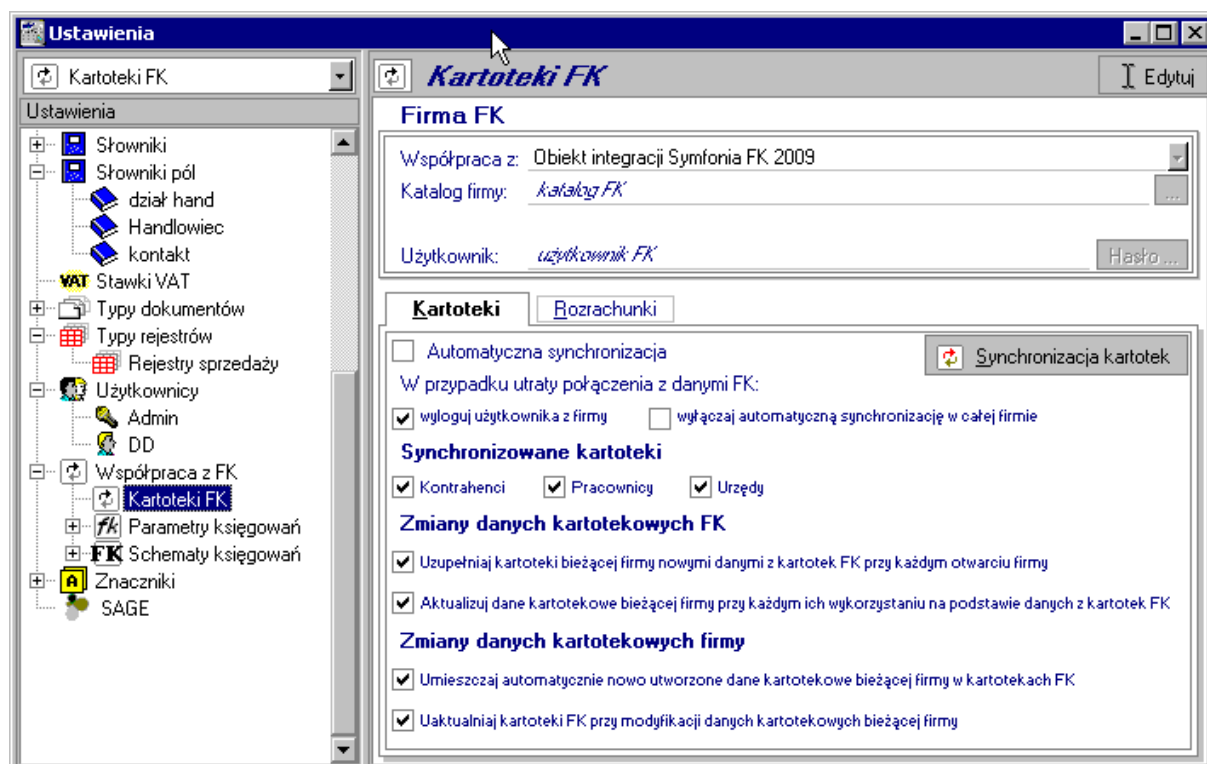 Ustawienia
Kartoteki FK
Ustawienia
Słowniki
Słowniki pól
dział hand
Handlowiec
kontakt
VAT Stawki VAT
Typy dokumentów
Typy rejestrów
Rejestry sprzedaży
Użytkownicy
Admin
DD
Współpraca z FK
Kartoteki FK
fk Parametry księgowań
FK Schematy księgowań
A Znaczniki
SAGE
Kartoteki FK
Edytuj
Firma FK
Współpraca z: Obiekt integracji Symfonia FK 2009
Katalog firmy: katalog FK ...
Użytkownik: użytkownik FK Hasło ...
Kartoteki Rozrachunki
Automatyczna synchronizacja Synchronizacja kartotek
W przypadku utraty połączenia z danymi FK:
wyloguj użytkownika z firmy wyłączaj automatyczną synchronizację w całej firmie
Synchronizowane kartoteki
Kontrahenci Pracownicy Urzędy
Zmiany danych kartotekowych FK
Uzupełniaj kartoteki bieżącej firmy nowymi danymi z kartotek FK przy każdym otwarciu firmy
Aktualizuj dane kartotekowe bieżącej firmy przy każdym ich wykorzystaniu na podstawie danych z kartotek FK
Zmiany danych kartotekowych firmy
Umieszczaj automatycznie nowo utworzone dane kartotekowe bieżącej firmy w kartotekach FK
Uaktualniaj kartoteki FK przy modyfikacji danych kartotekowych bieżącej firmy